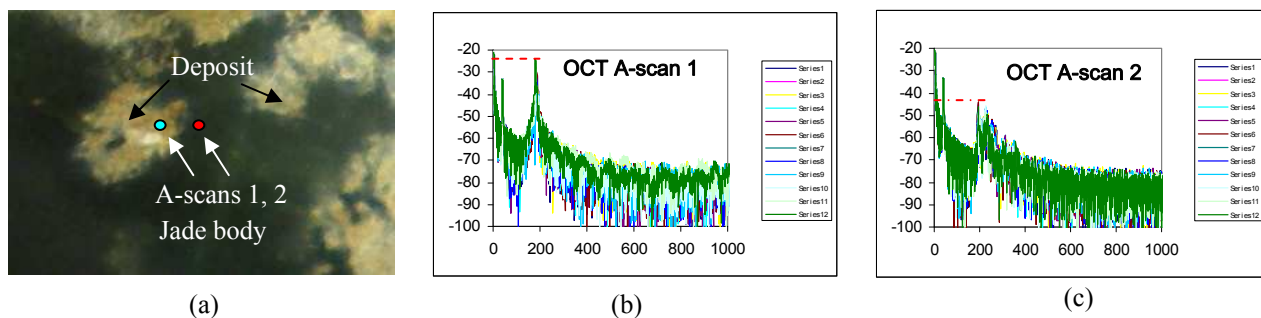 Deposit
A-scans 1, 2
Jade body
(a)
OCT A-scan 1
-20
-30
-40
-50
-60
-70
-80
-90
-100
0
200
400
600
800
1000
Series1
Series2
Series3
Series4
Series5
Series6
Series7
Series8
Series9
Series10
Series11
Series12
(b)
OCT A-scan 2
-20
-30
-40
-50
-60
-70
-80
-90
-100
0
200
400
600
800
1000
Series1
Series2
Series3
Series4
Series5
Series6
Series7
Series8
Series9
Series10
Series11
Series12
(c)